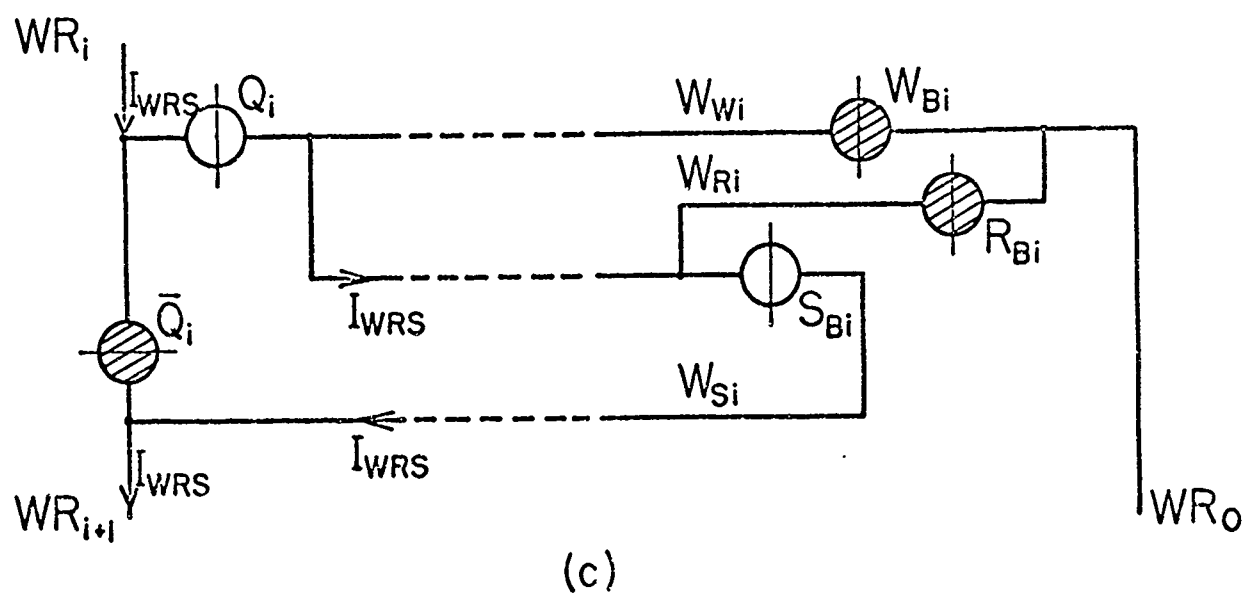 WRi
IWRS Qi WWi WBi
WRi
RBi
IWRS SBi
Q̄i
WSi
IWRS
IWRS
WRi+1 WRO
(c)